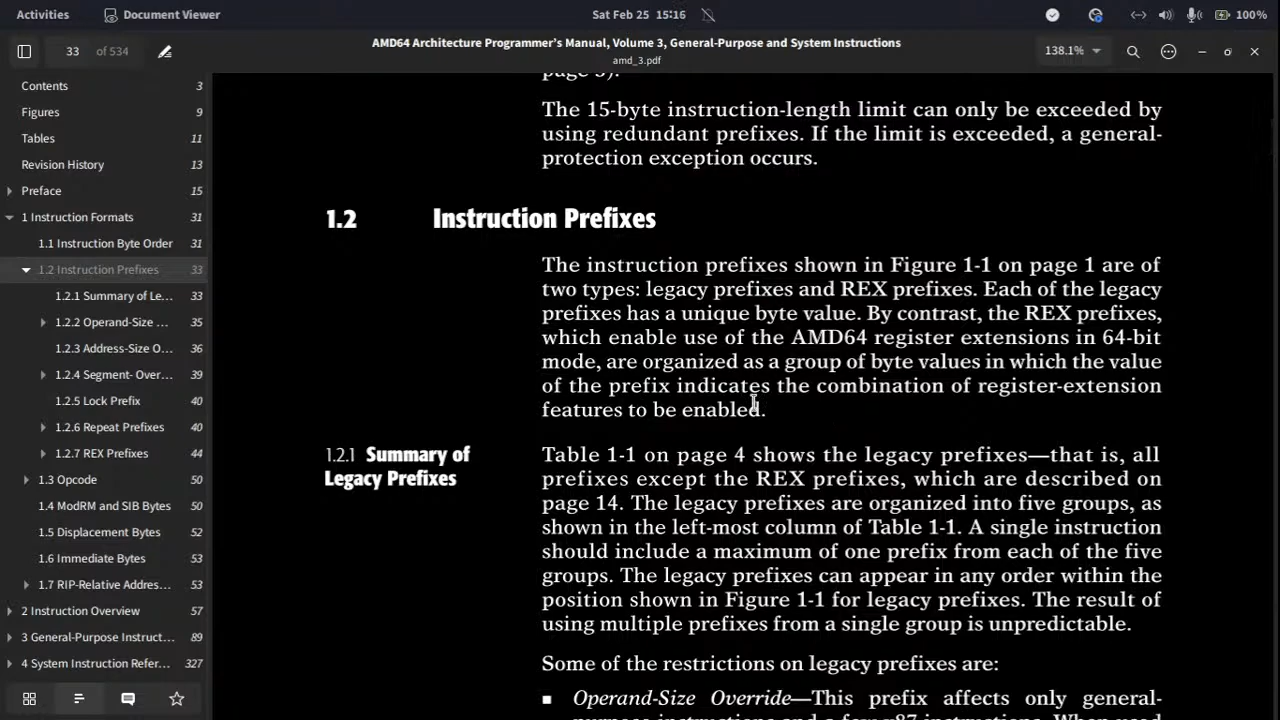 Activities
Document Viewer
Sat Feb 25 15:16
100%
33 of 534
AMD64 Architecture Programmer's Manual, Volume 3, General-Purpose and System Instructions
amd_3.pdf
138.1%
Contents 3
Figures 9
Tables 11
Revision History 13
Preface 15
1 Instruction Formats 31
1.1 Instruction Byte Order 31
1.2 Instruction Prefixes 33
1.2.1 Summary of Le... 33
1.2.2 Operand-Size ... 35
1.2.3 Address-Size O... 36
1.2.4 Segment- Over... 39
1.2.5 Lock Prefix 40
1.2.6 Repeat Prefixes 40
1.2.7 REX Prefixes 44
1.3 Opcode 50
1.4 ModRM and SIB Bytes 50
1.5 Displacement Bytes 52
1.6 Immediate Bytes 53
1.7 RIP-Relative Addres... 53
2 Instruction Overview 57
3 General-Purpose Instruct... 89
4 System Instruction Refer... 327
page 5).
The 15-byte instruction-length limit can only be exceeded by
using redundant prefixes. If the limit is exceeded, a general-
protection exception occurs.
1.2 Instruction Prefixes
The instruction prefixes shown in Figure 1-1 on page 1 are of
two types: legacy prefixes and REX prefixes. Each of the legacy
prefixes has a unique byte value. By contrast, the REX prefixes,
which enable use of the AMD64 register extensions in 64-bit
mode, are organized as a group of byte values in which the value
of the prefix indicates the combination of register-extension
features to be enabled.
1.2.1 Summary of
Legacy Prefixes
Table 1-1 on page 4 shows the legacy prefixes—that is, all
prefixes except the REX prefixes, which are described on
page 14. The legacy prefixes are organized into five groups, as
shown in the left-most column of Table 1-1. A single instruction
should include a maximum of one prefix from each of the five
groups. The legacy prefixes can appear in any order within the
position shown in Figure 1-1 for legacy prefixes. The result of
using multiple prefixes from a single group is unpredictable.
Some of the restrictions on legacy prefixes are:
■ Operand-Size Override—This prefix affects only general-
purpose instructions and a few x87 instructions. When used